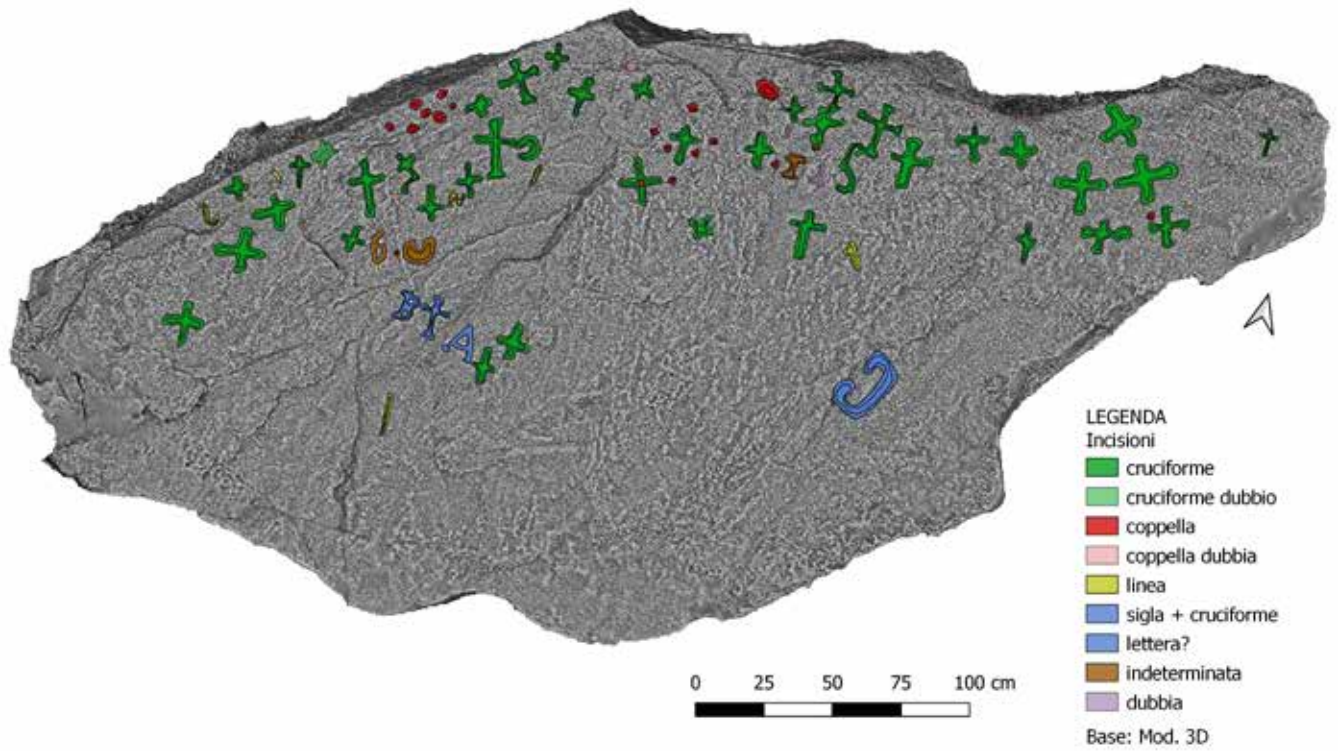 B A
LEGENDA
Incisioni
cruciforme
cruciforme dubbio
coppella
coppella dubbia
linea
sigla + cruciforme
lettera?
indeterminata
dubbia
0 25 50 75 100 cm
Base: Mod. 3D